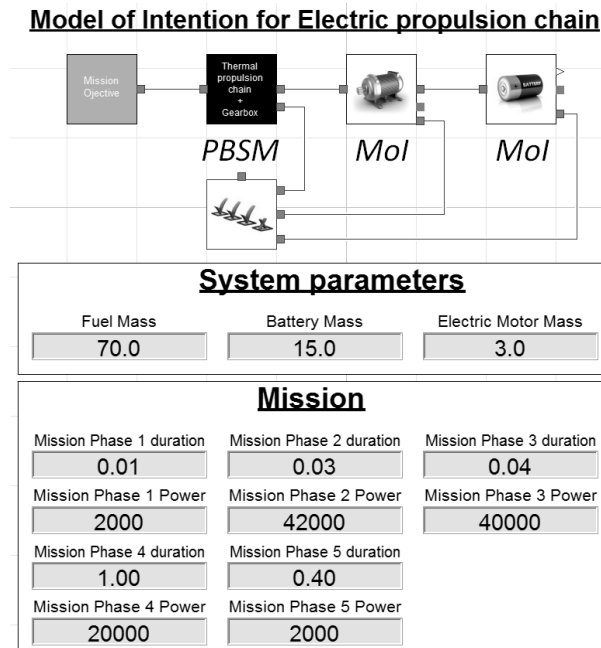 Model of Intention for Electric propulsion chain
Mission
Ojective
Thermal
propulsion
chain
+
Gearbox
BATTERY
PBSM
MoI
MoI
System parameters
Fuel Mass
Battery Mass
Electric Motor Mass
70.0
15.0
3.0
Mission
Mission Phase 1 duration
Mission Phase 2 duration
Mission Phase 3 duration
0.01
0.03
0.04
Mission Phase 1 Power
Mission Phase 2 Power
Mission Phase 3 Power
2000
42000
40000
Mission Phase 4 duration
Mission Phase 5 duration
1.00
0.40
Mission Phase 4 Power
Mission Phase 5 Power
20000
2000